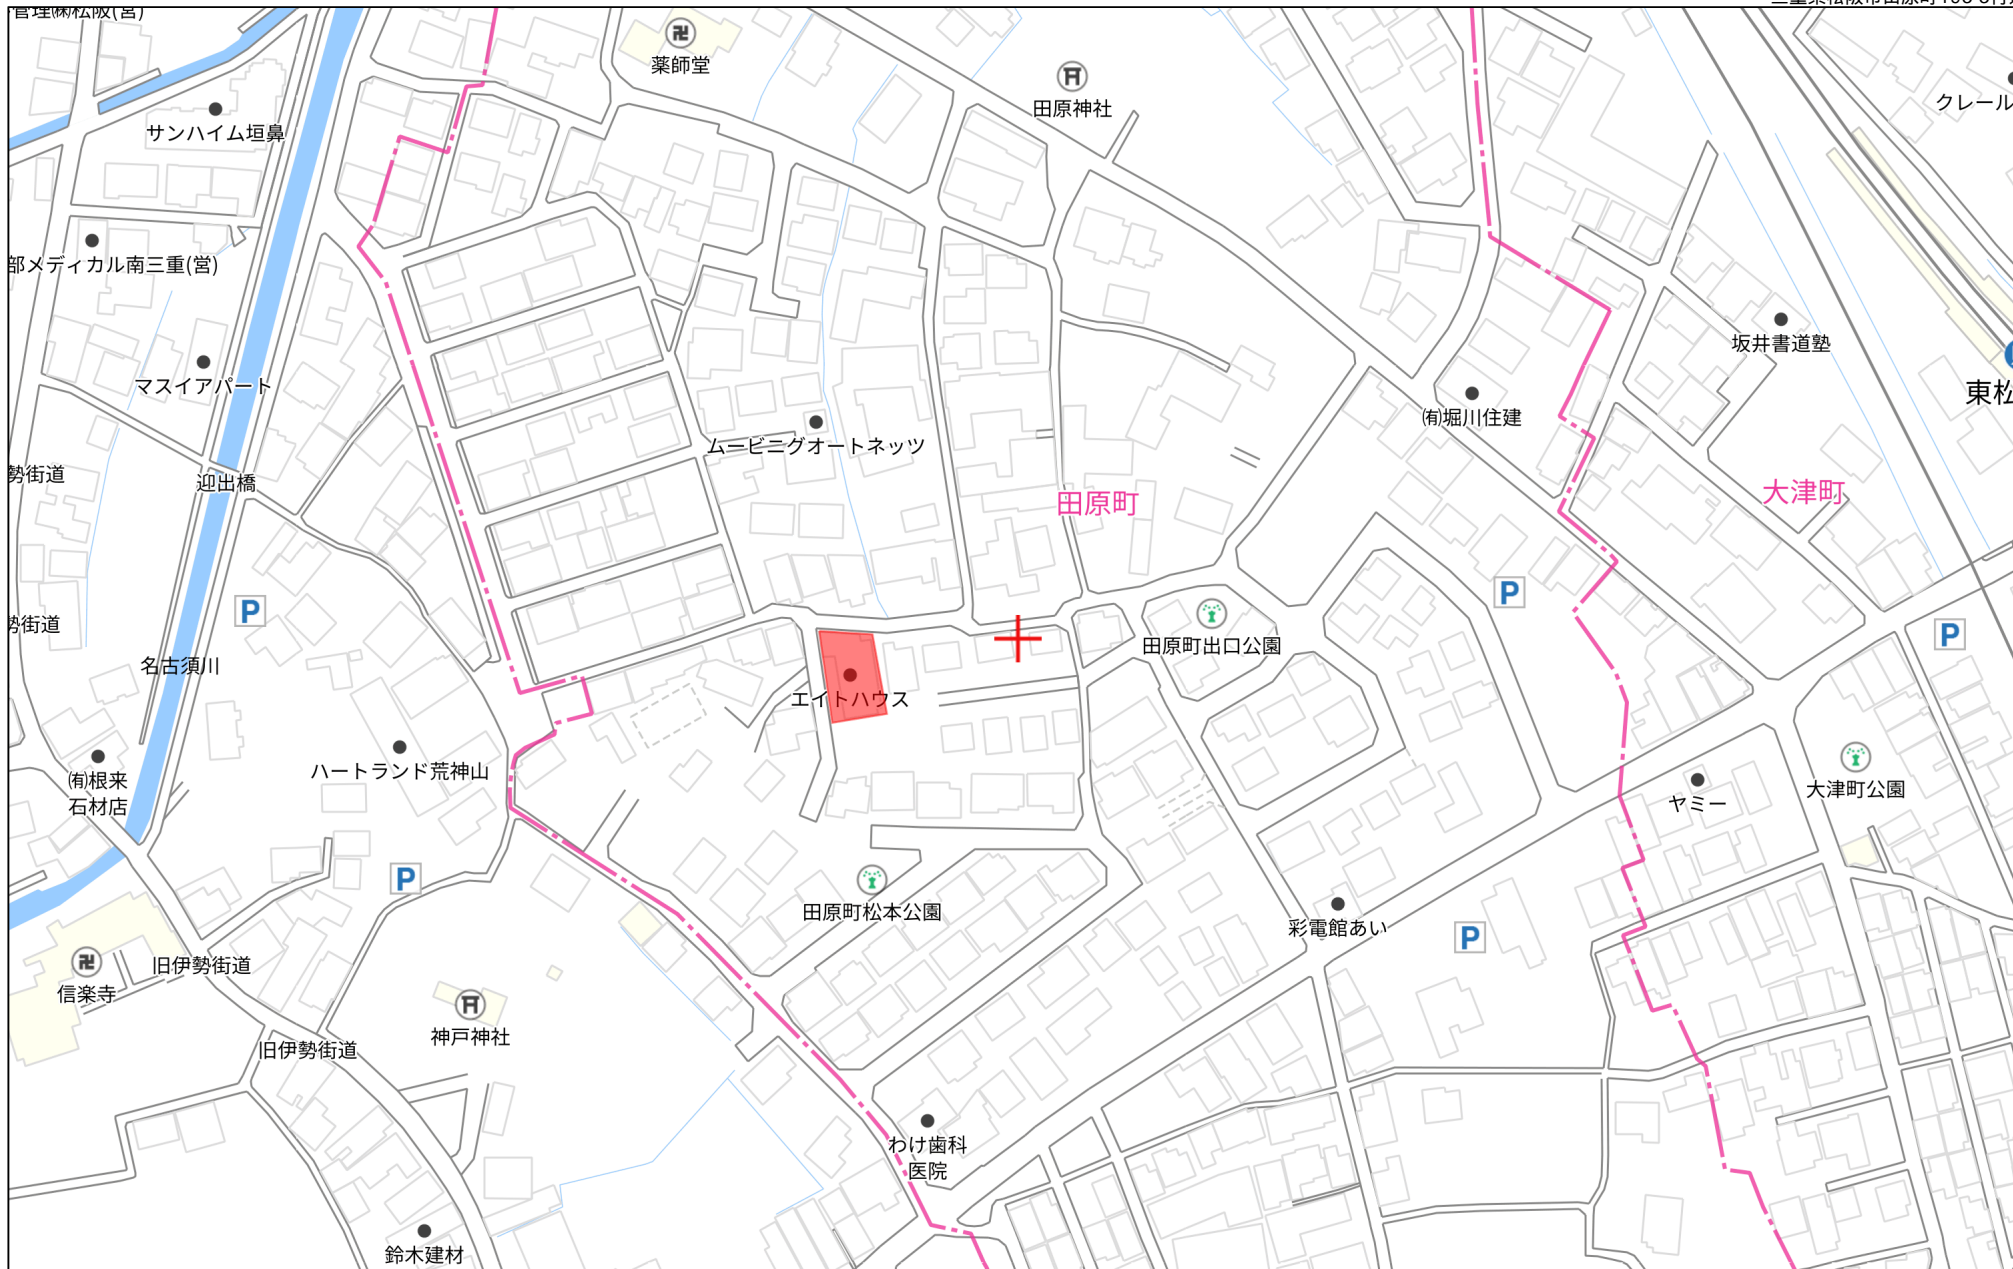 管理㈱松阪(営)
薬師堂
田原神社
クレール
サンハイム垣鼻
部メディカル南三重(営)
坂井書道塾
マスイアパート
東松
㈲堀川住建
ムービングオートネッツ
勢街道
迎出橋
田原町
大津町
P
P
勢街道
P
田原町出口公園
名古須川
エイトハウス
㈲根来
石材店
ハートランド荒神山
大津町公園
ヤミー
P
田原町松本公園
彩電館あい
P
信楽寺
旧伊勢街道
神戸神社
旧伊勢街道
わけ歯科
医院
鈴木建材